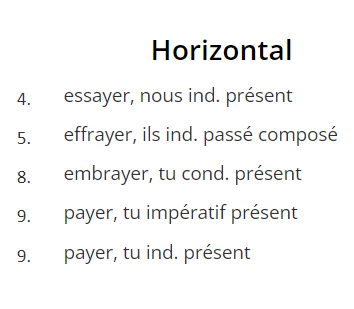 Horizontal
4. essayer, nous ind. présent
5. effrayer, ils ind. passé composé
8. embrayer, tu cond. présent
9. payer, tu impératif présent
9. payer, tu ind. présent